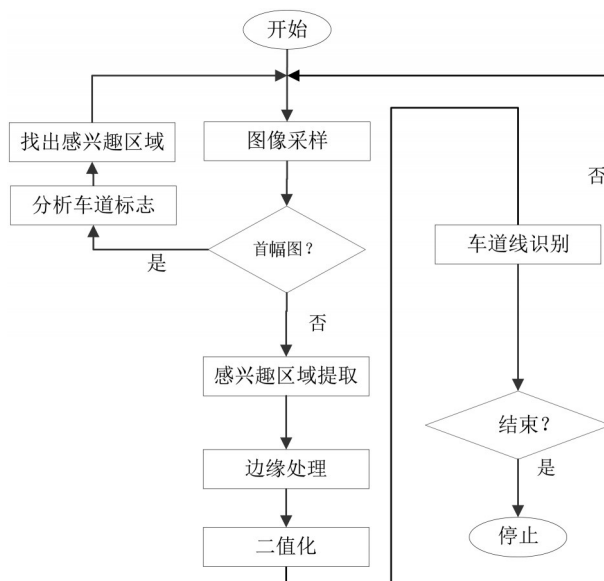 开始
找出感兴趣区域
图像采样
否
分析车道标志
首幅图？
车道线识别
是
否
感兴趣区域提取
结束？
边缘处理
是
二值化
停止